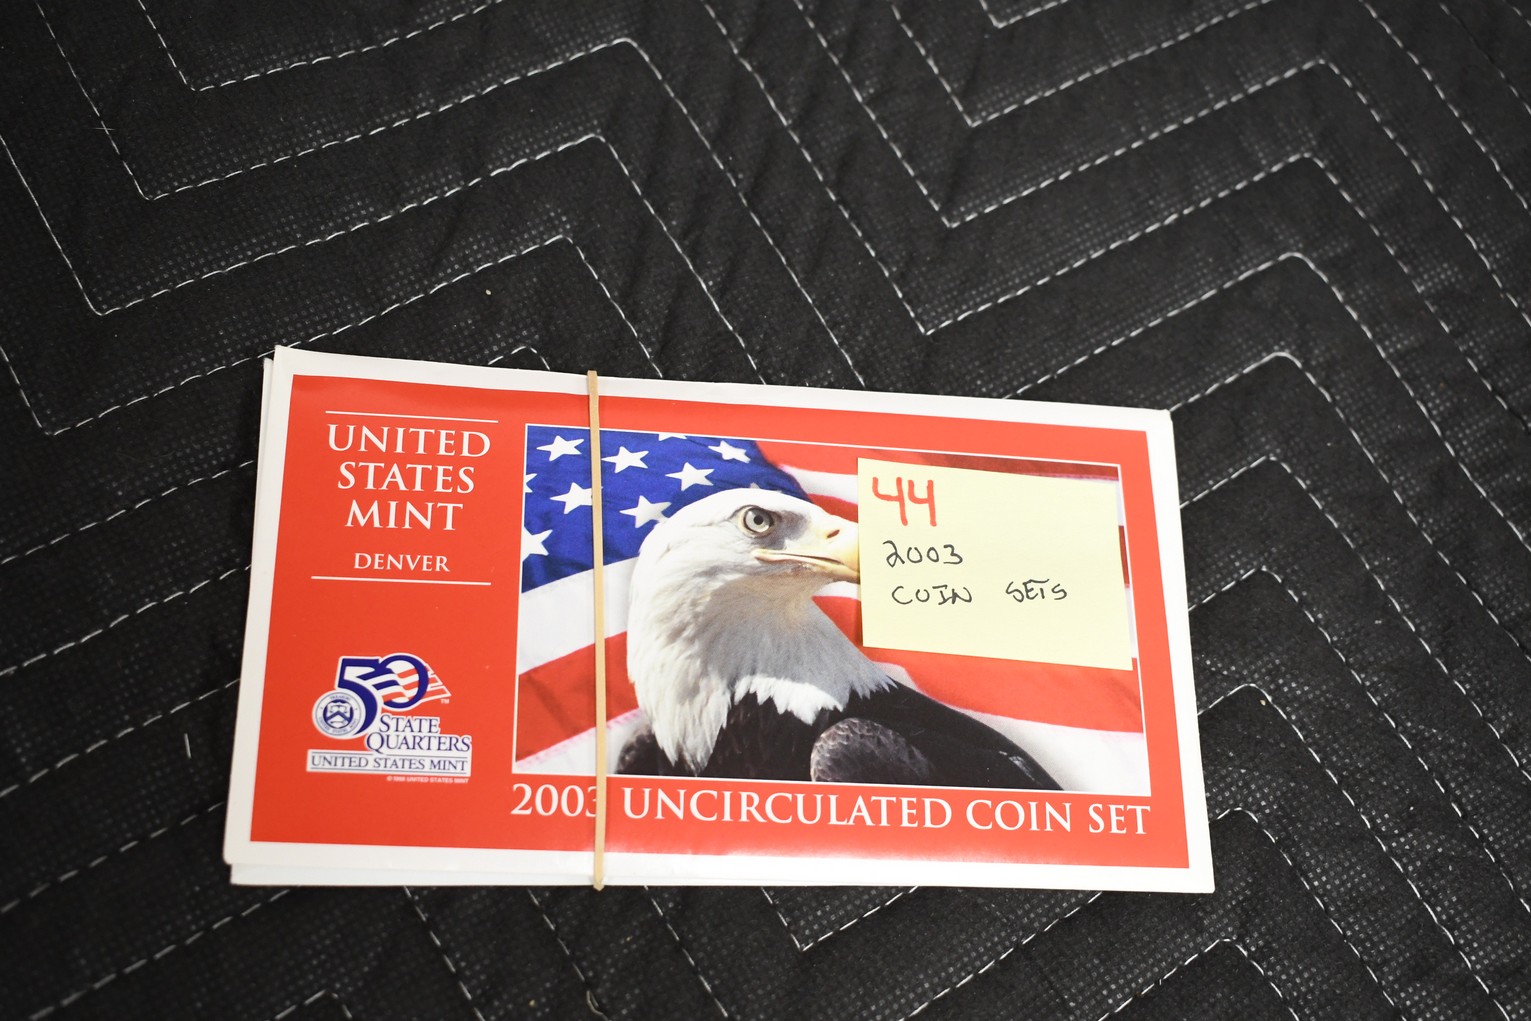 UNITED
STATES
MINT
DENVER
50
STATE
QUARTERS
UNITED STATES MINT
2003 UNCIRCULATED COIN SET
44
2003
COIN SETS